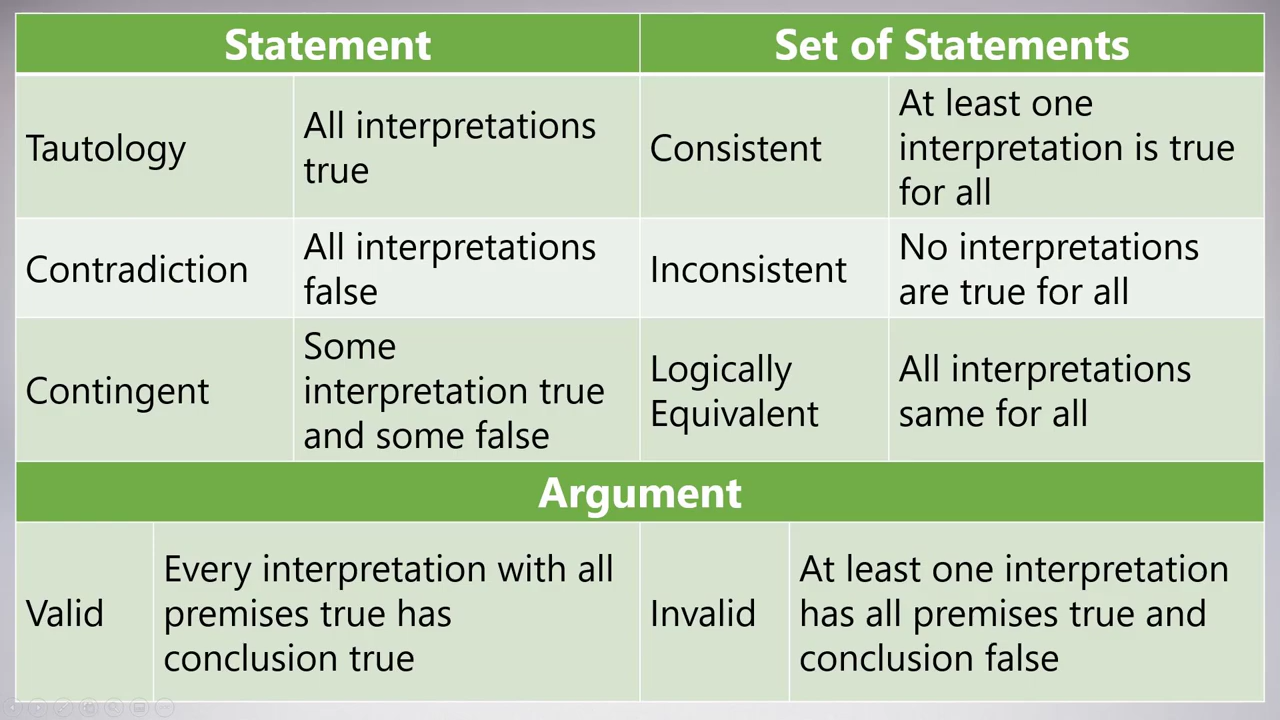 Statement
Set of Statements
Tautology
All interpretations
true
Consistent
At least one
interpretation is true
for all
Contradiction
All interpretations
false
Inconsistent
No interpretations
are true for all
Contingent
Some
interpretation true
and some false
Logically
Equivalent
All interpretations
same for all
Argument
Valid
Every interpretation with all
premises true has
conclusion true
Invalid
At least one interpretation
has all premises true and
conclusion false